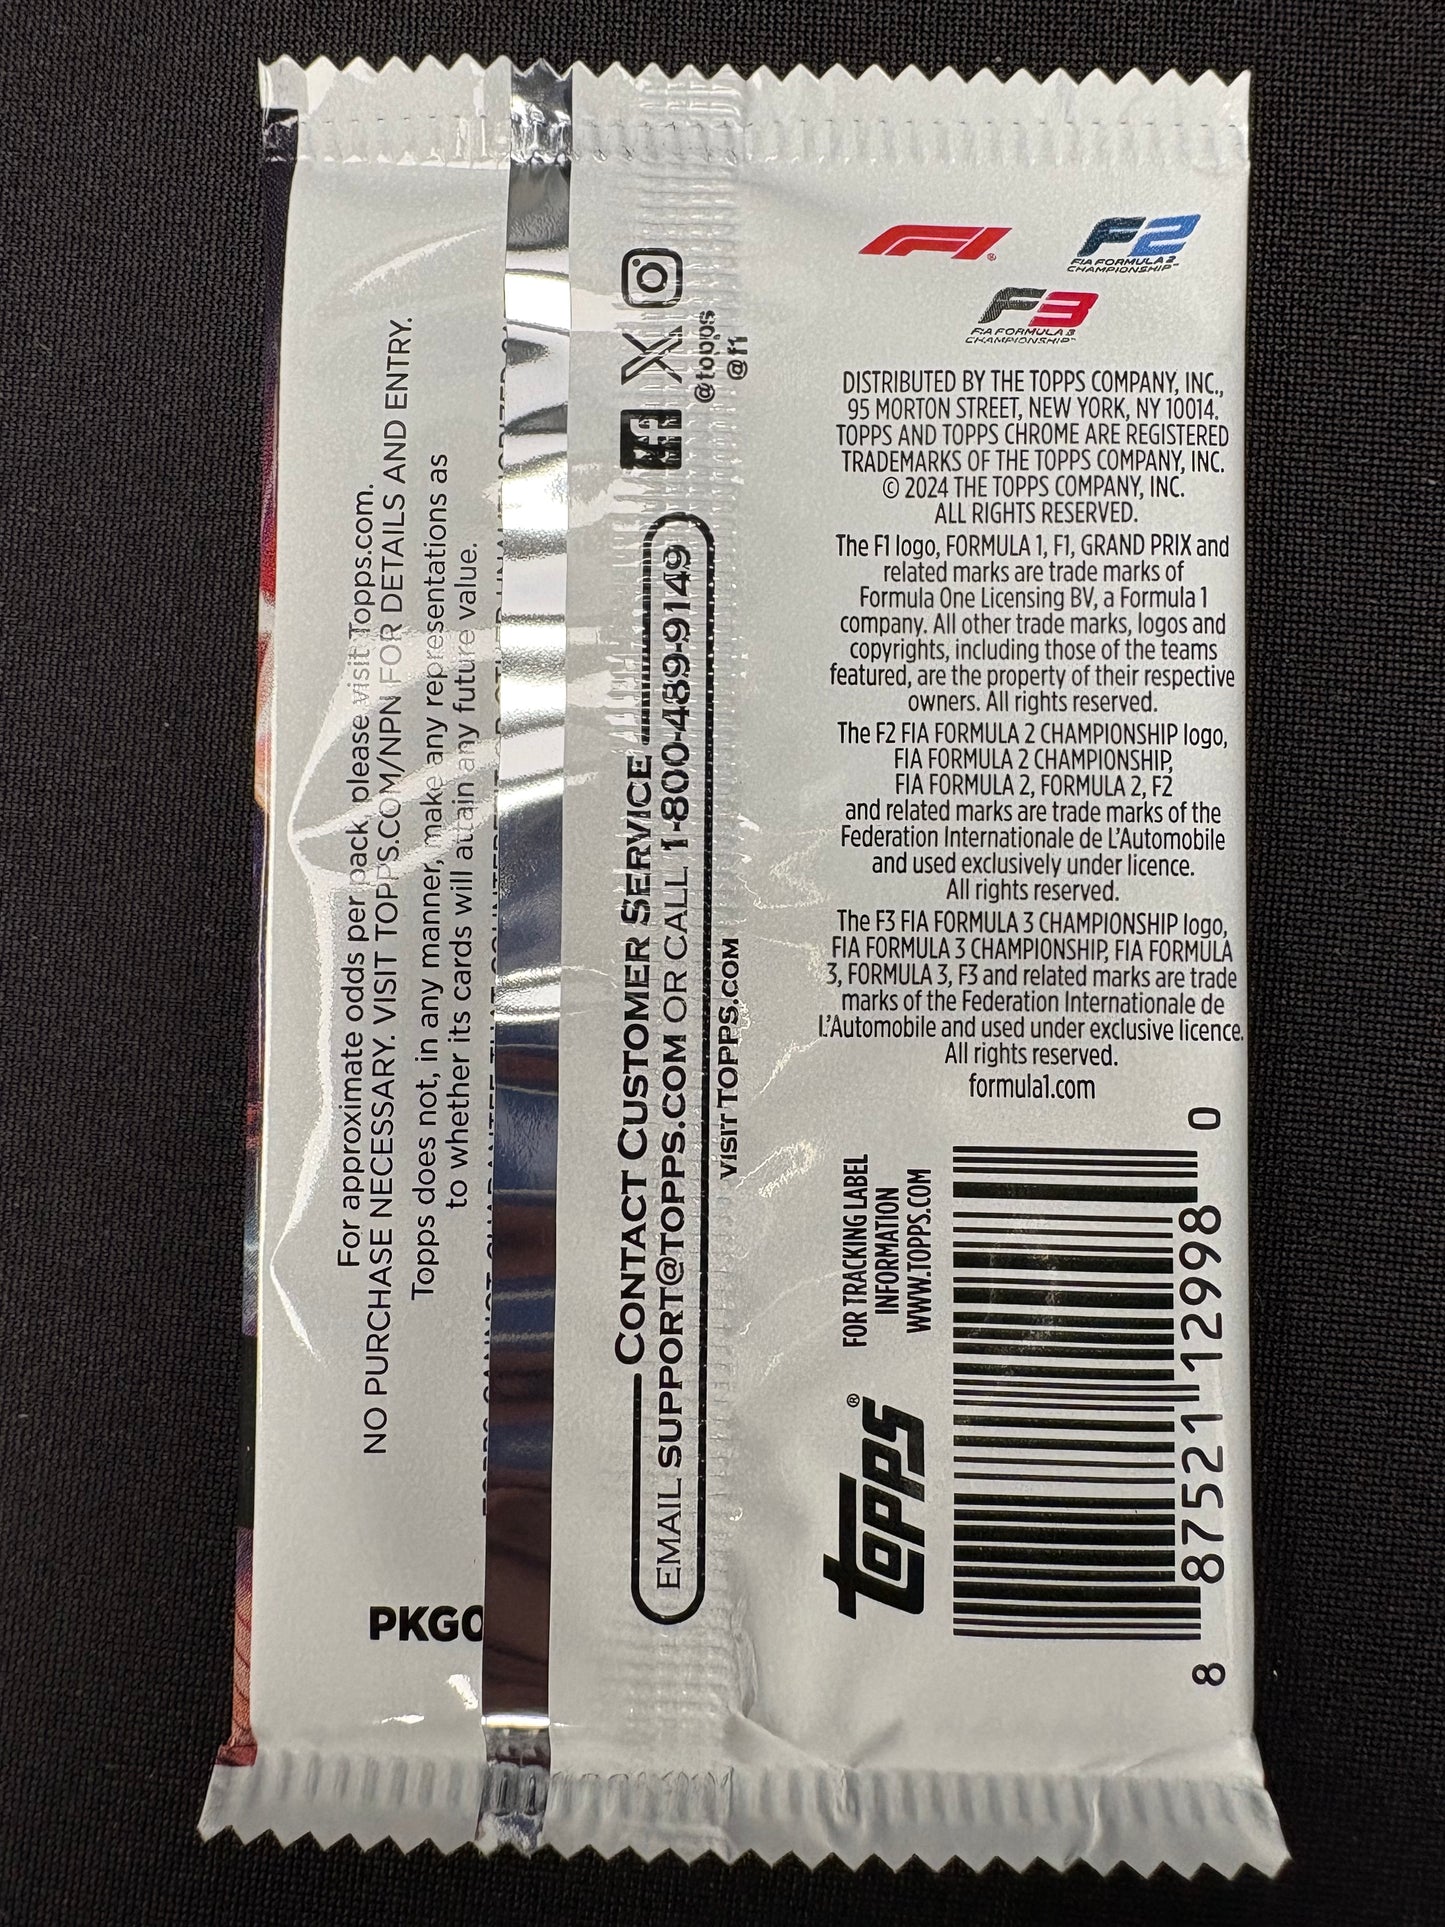 For approximate odds per pack, please visit Topps.com.
NO PURCHASE NECESSARY. VISIT TOPPS.COM/NPN FOR DETAILS AND ENTRY.
Topps does not, in any manner, make any representations as
to whether its cards will attain any future value.
PKGO
CONTACT CUSTOMER SERVICE
EMAIL SUPPORT@TOPPS.COM OR CALL 1-800-489-9149
VISIT TOPPS.COM
@topps
@f1
F1®
F2
FIA FORMULA 2
CHAMPIONSHIP™
F3
FIA FORMULA 3
CHAMPIONSHIP™
DISTRIBUTED BY THE TOPPS COMPANY, INC.,
95 MORTON STREET, NEW YORK, NY 10014.
TOPPS AND TOPPS CHROME ARE REGISTERED
TRADEMARKS OF THE TOPPS COMPANY, INC.
© 2024 THE TOPPS COMPANY, INC.
ALL RIGHTS RESERVED.
The F1 logo, FORMULA 1, F1, GRAND PRIX and
related marks are trade marks of
Formula One Licensing BV, a Formula 1
company. All other trade marks, logos and
copyrights, including those of the teams
featured, are the property of their respective
owners. All rights reserved.
The F2 FIA FORMULA 2 CHAMPIONSHIP logo,
FIA FORMULA 2 CHAMPIONSHIP,
FIA FORMULA 2, FORMULA 2, F2
and related marks are trade marks of the
Federation Internationale de L'Automobile
and used exclusively under licence.
All rights reserved.
The F3 FIA FORMULA 3 CHAMPIONSHIP logo,
FIA FORMULA 3 CHAMPIONSHIP, FIA FORMULA
3, FORMULA 3, F3 and related marks are trade
marks of the Federation Internationale de
L'Automobile and used under exclusive licence.
All rights reserved.
formula1.com
topps®
FOR TRACKING LABEL
INFORMATION
WWW.TOPPS.COM
8 87521 12998 0